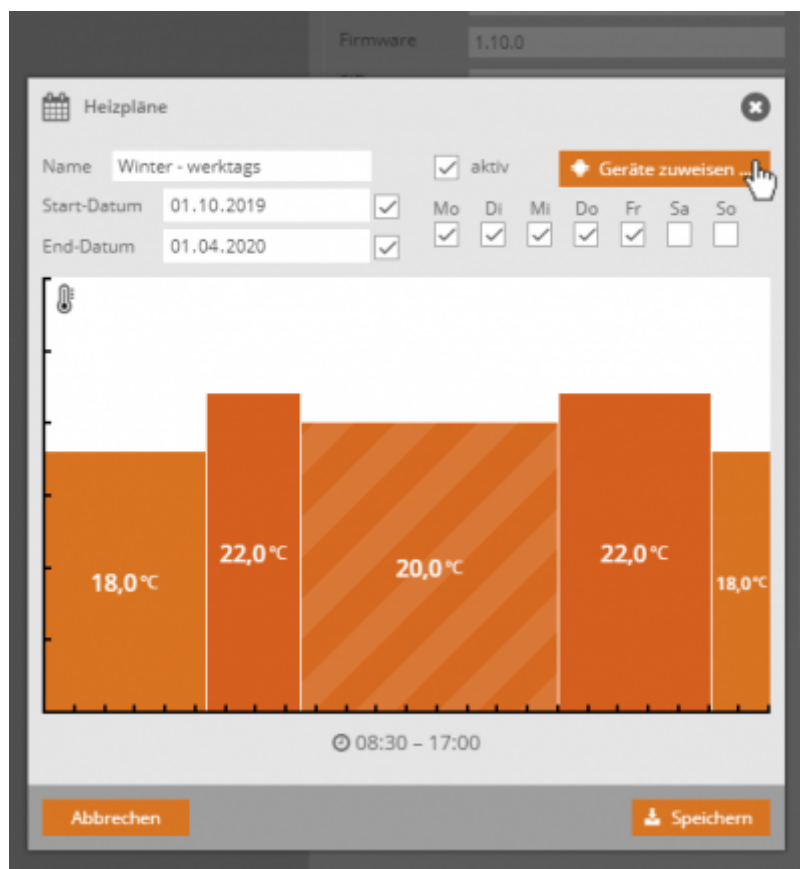 Firmware 1.10.0
Heizpläne
Name Winter - werktags aktiv Geräte zuweisen ...
Start-Datum 01.10.2019 Mo Di Mi Do Fr Sa So
End-Datum 01.04.2020
22,0 °C 22,0 °C
18,0 °C 20,0 °C 18,0 °C
08:30 – 17:00
Abbrechen Speichern